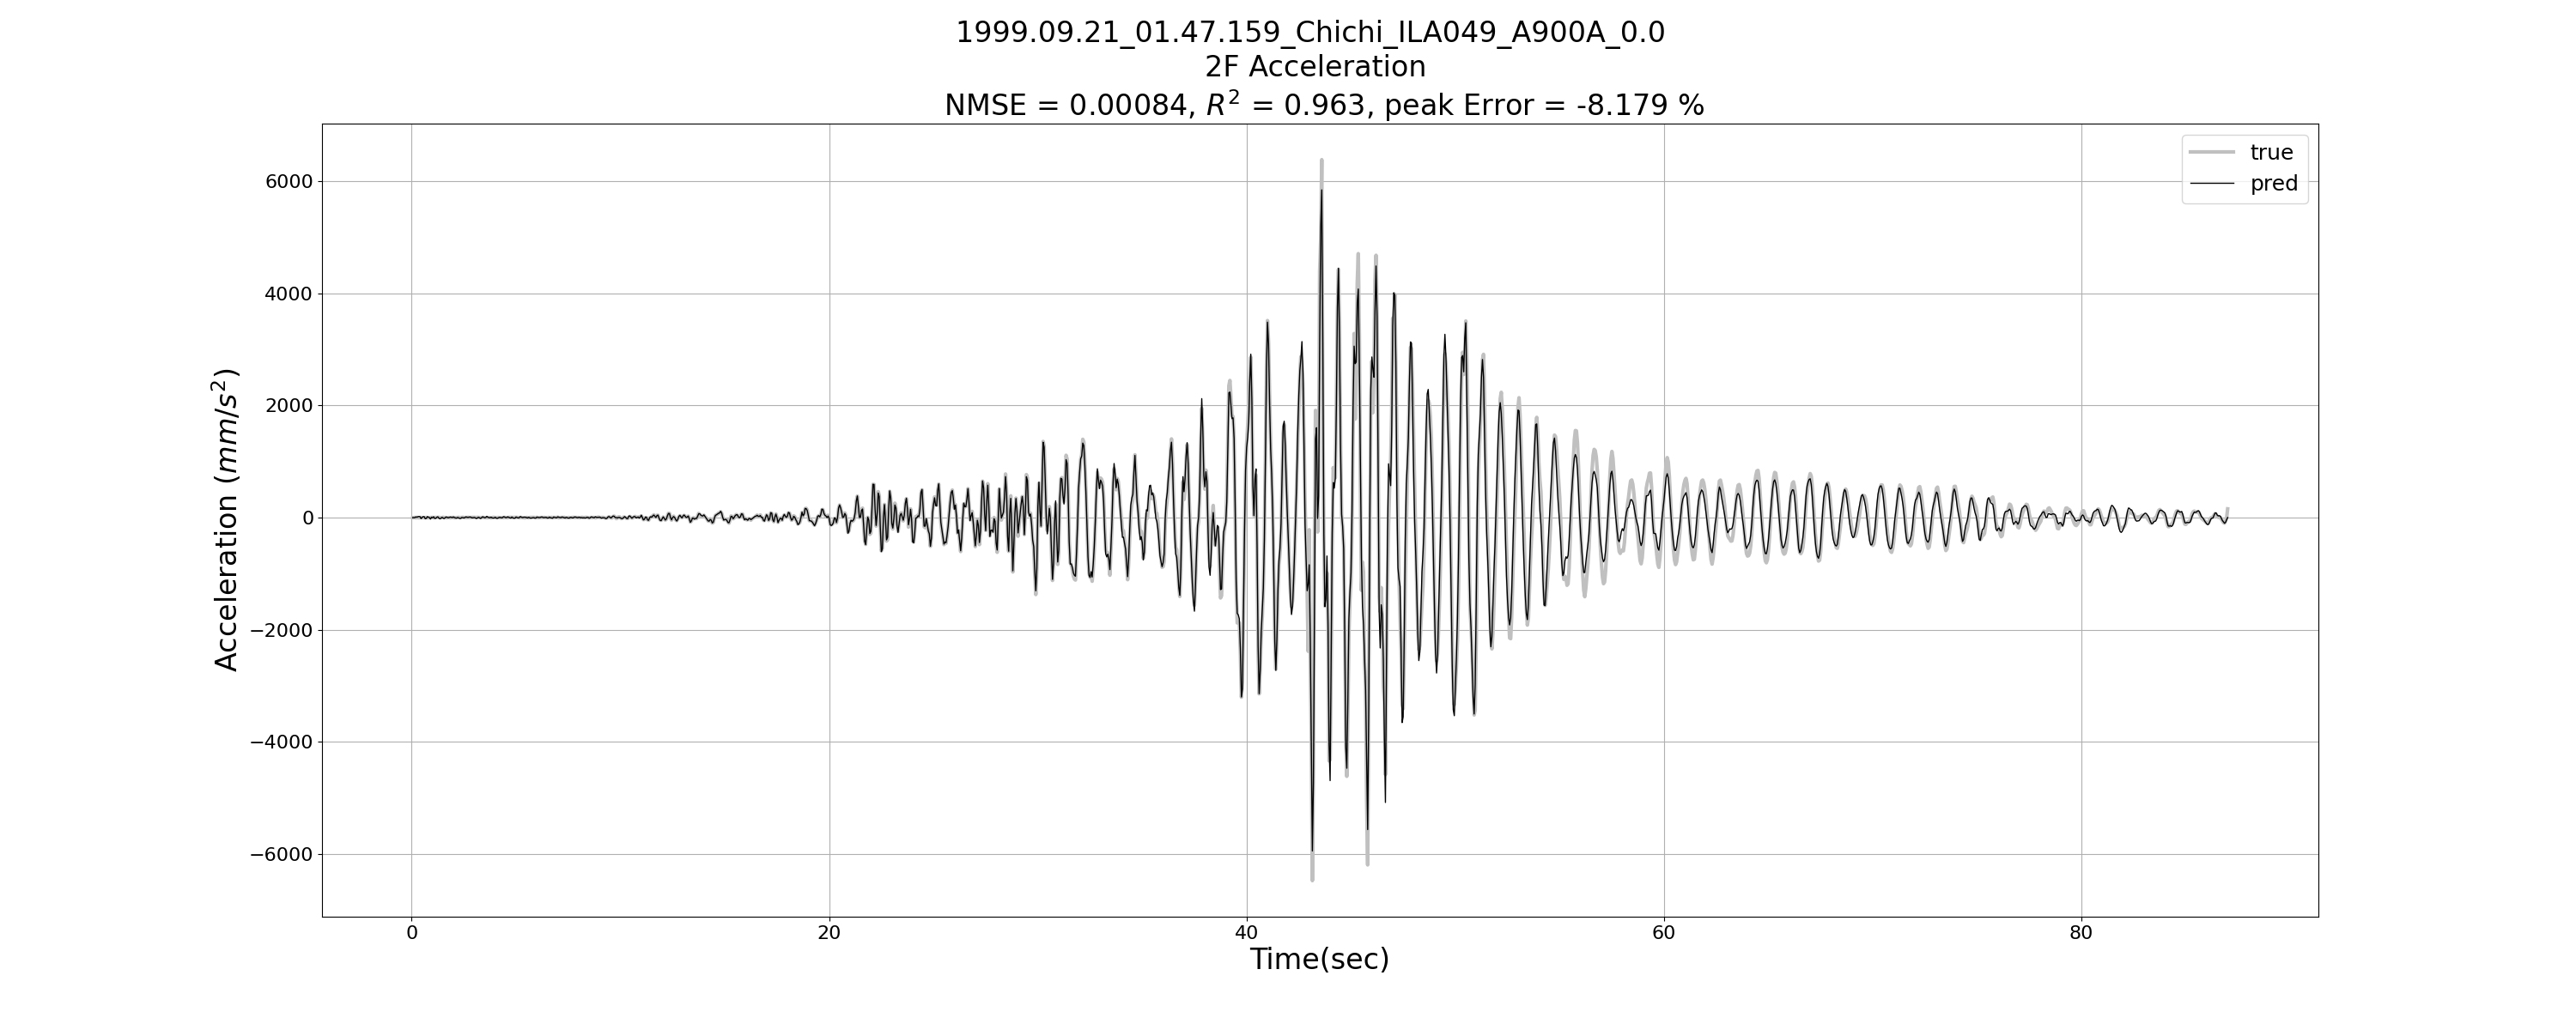 1999.09.21_01.47.159_Chichi_ILA049_A900A_0.0
2F Acceleration
NMSE = 0.00084, R² = 0.963, peak Error = -8.179 %
true
pred
6000
4000
2000
0
−2000
−4000
−6000
Acceleration (mm/s²)
0 20 40 60 80
Time(sec)